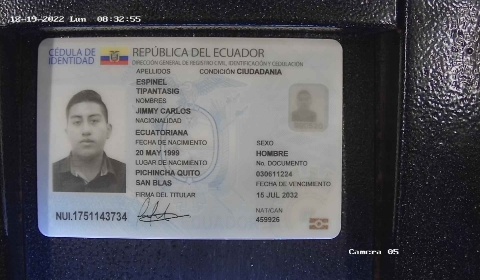 12-19-2022 Lun 08:32:55
CÉDULA DE
IDENTIDAD
REPÚBLICA DEL ECUADOR
DIRECCIÓN GENERAL DE REGISTRO CIVIL, IDENTIFICACIÓN Y CEDULACIÓN
APELLIDOS
CONDICIÓN CIUDADANÍA
ESPINEL
TIPANTASIG
NOMBRES
JIMMY CARLOS
NACIONALIDAD
ECUATORIANA
FECHA DE NACIMIENTO
20 MAY 1999
LUGAR DE NACIMIENTO
PICHINCHA QUITO
SAN BLAS
FIRMA DEL TITULAR
SEXO
HOMBRE
No. DOCUMENTO
030611224
FECHA DE VENCIMIENTO
15 JUL 2032
NAT/CAN
459926
NUI.1751143734
Camera 05